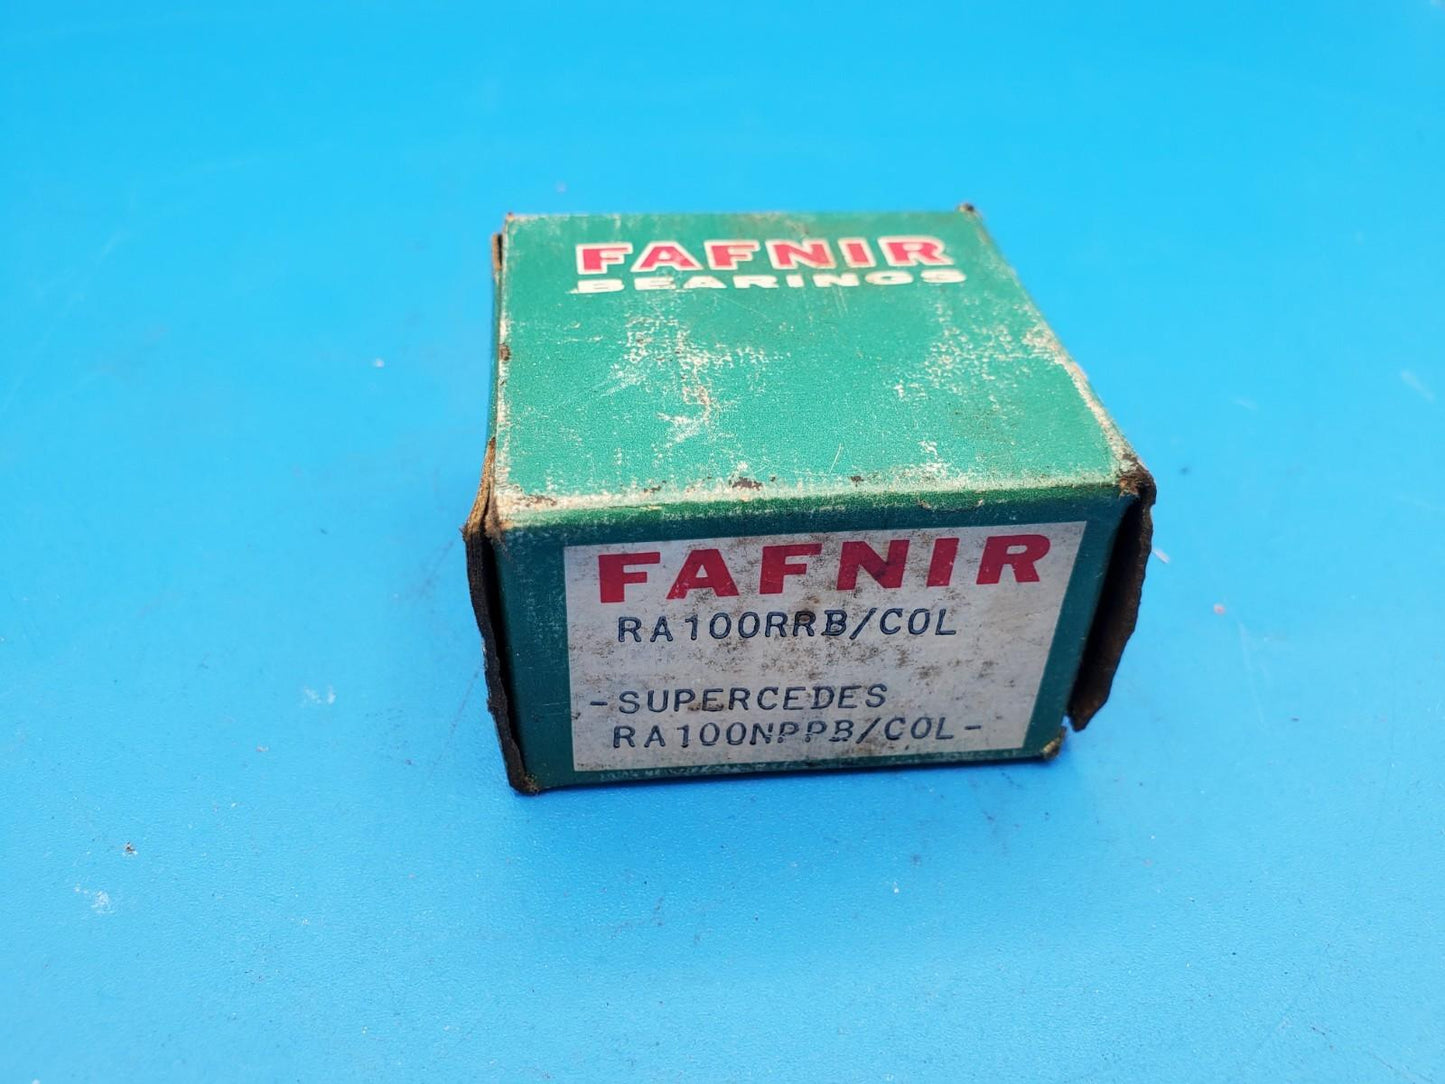 FAFNIR
BEARINGS
FAFNIR
RA100RRB/COL
-SUPERCEDES
RA100NPPB/COL-